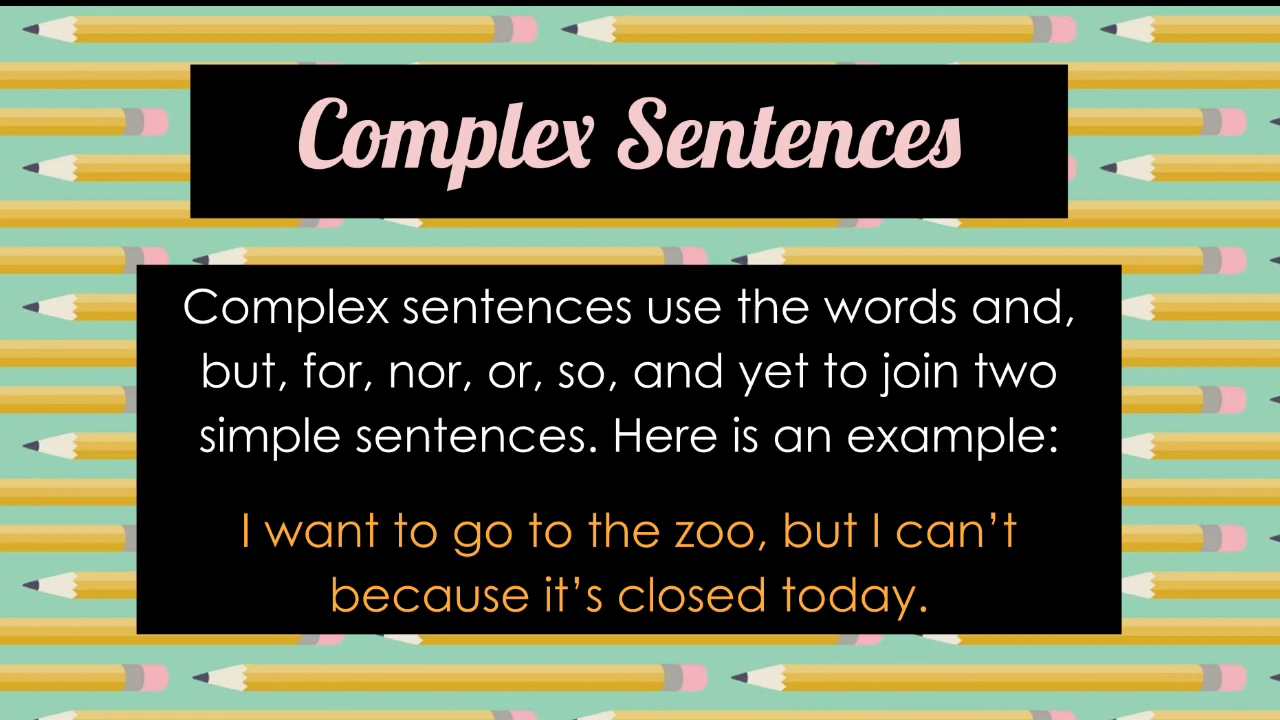 Complex Sentences
Complex sentences use the words and,
but, for, nor, or, so, and yet to join two
simple sentences. Here is an example:
I want to go to the zoo, but I can’t
because it’s closed today.